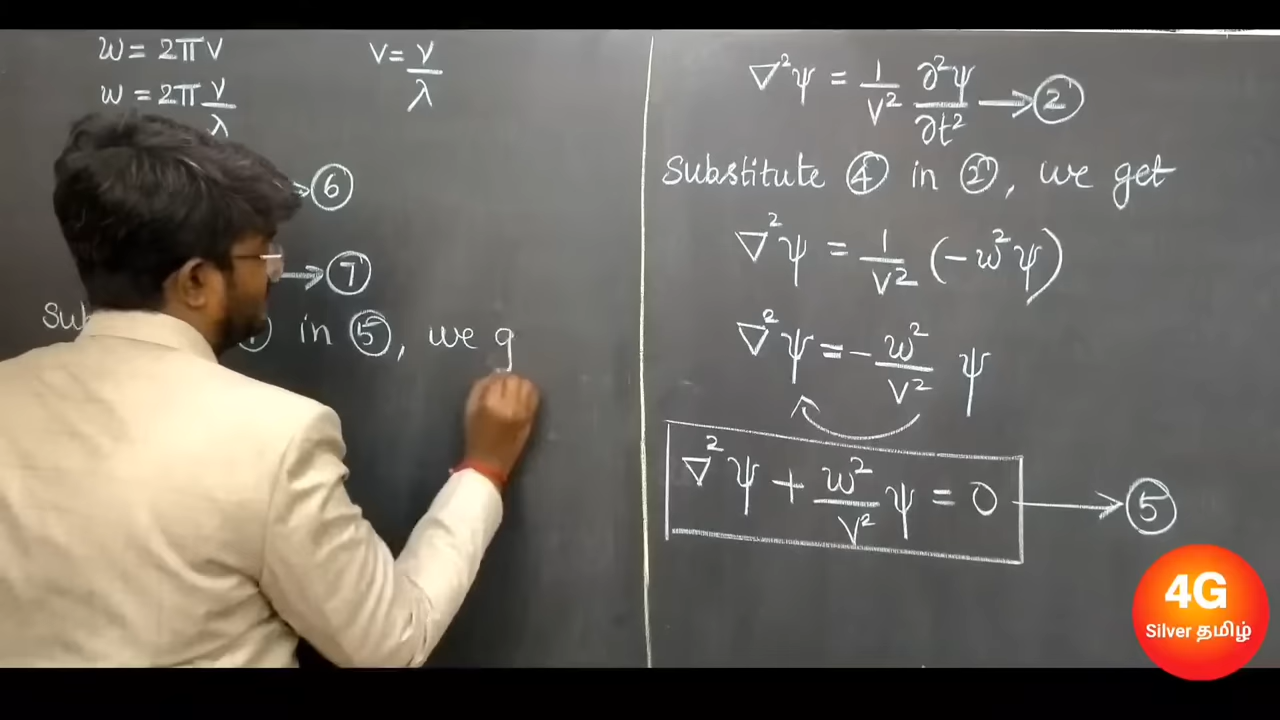 ω = 2πν
ν = v/λ
ω = 2π v/λ
→ ⑥
→ ⑦
Sub in ⑤, we g
∇²ψ = 1/v² ∂²ψ/∂t² → ②
Substitute ④ in ②, we get
∇²ψ = 1/v² (-ω²ψ)
∇²ψ = - ω²/v² ψ
∇²ψ + ω²/v² ψ = 0 → ⑤
4G
Silver தமிழ்